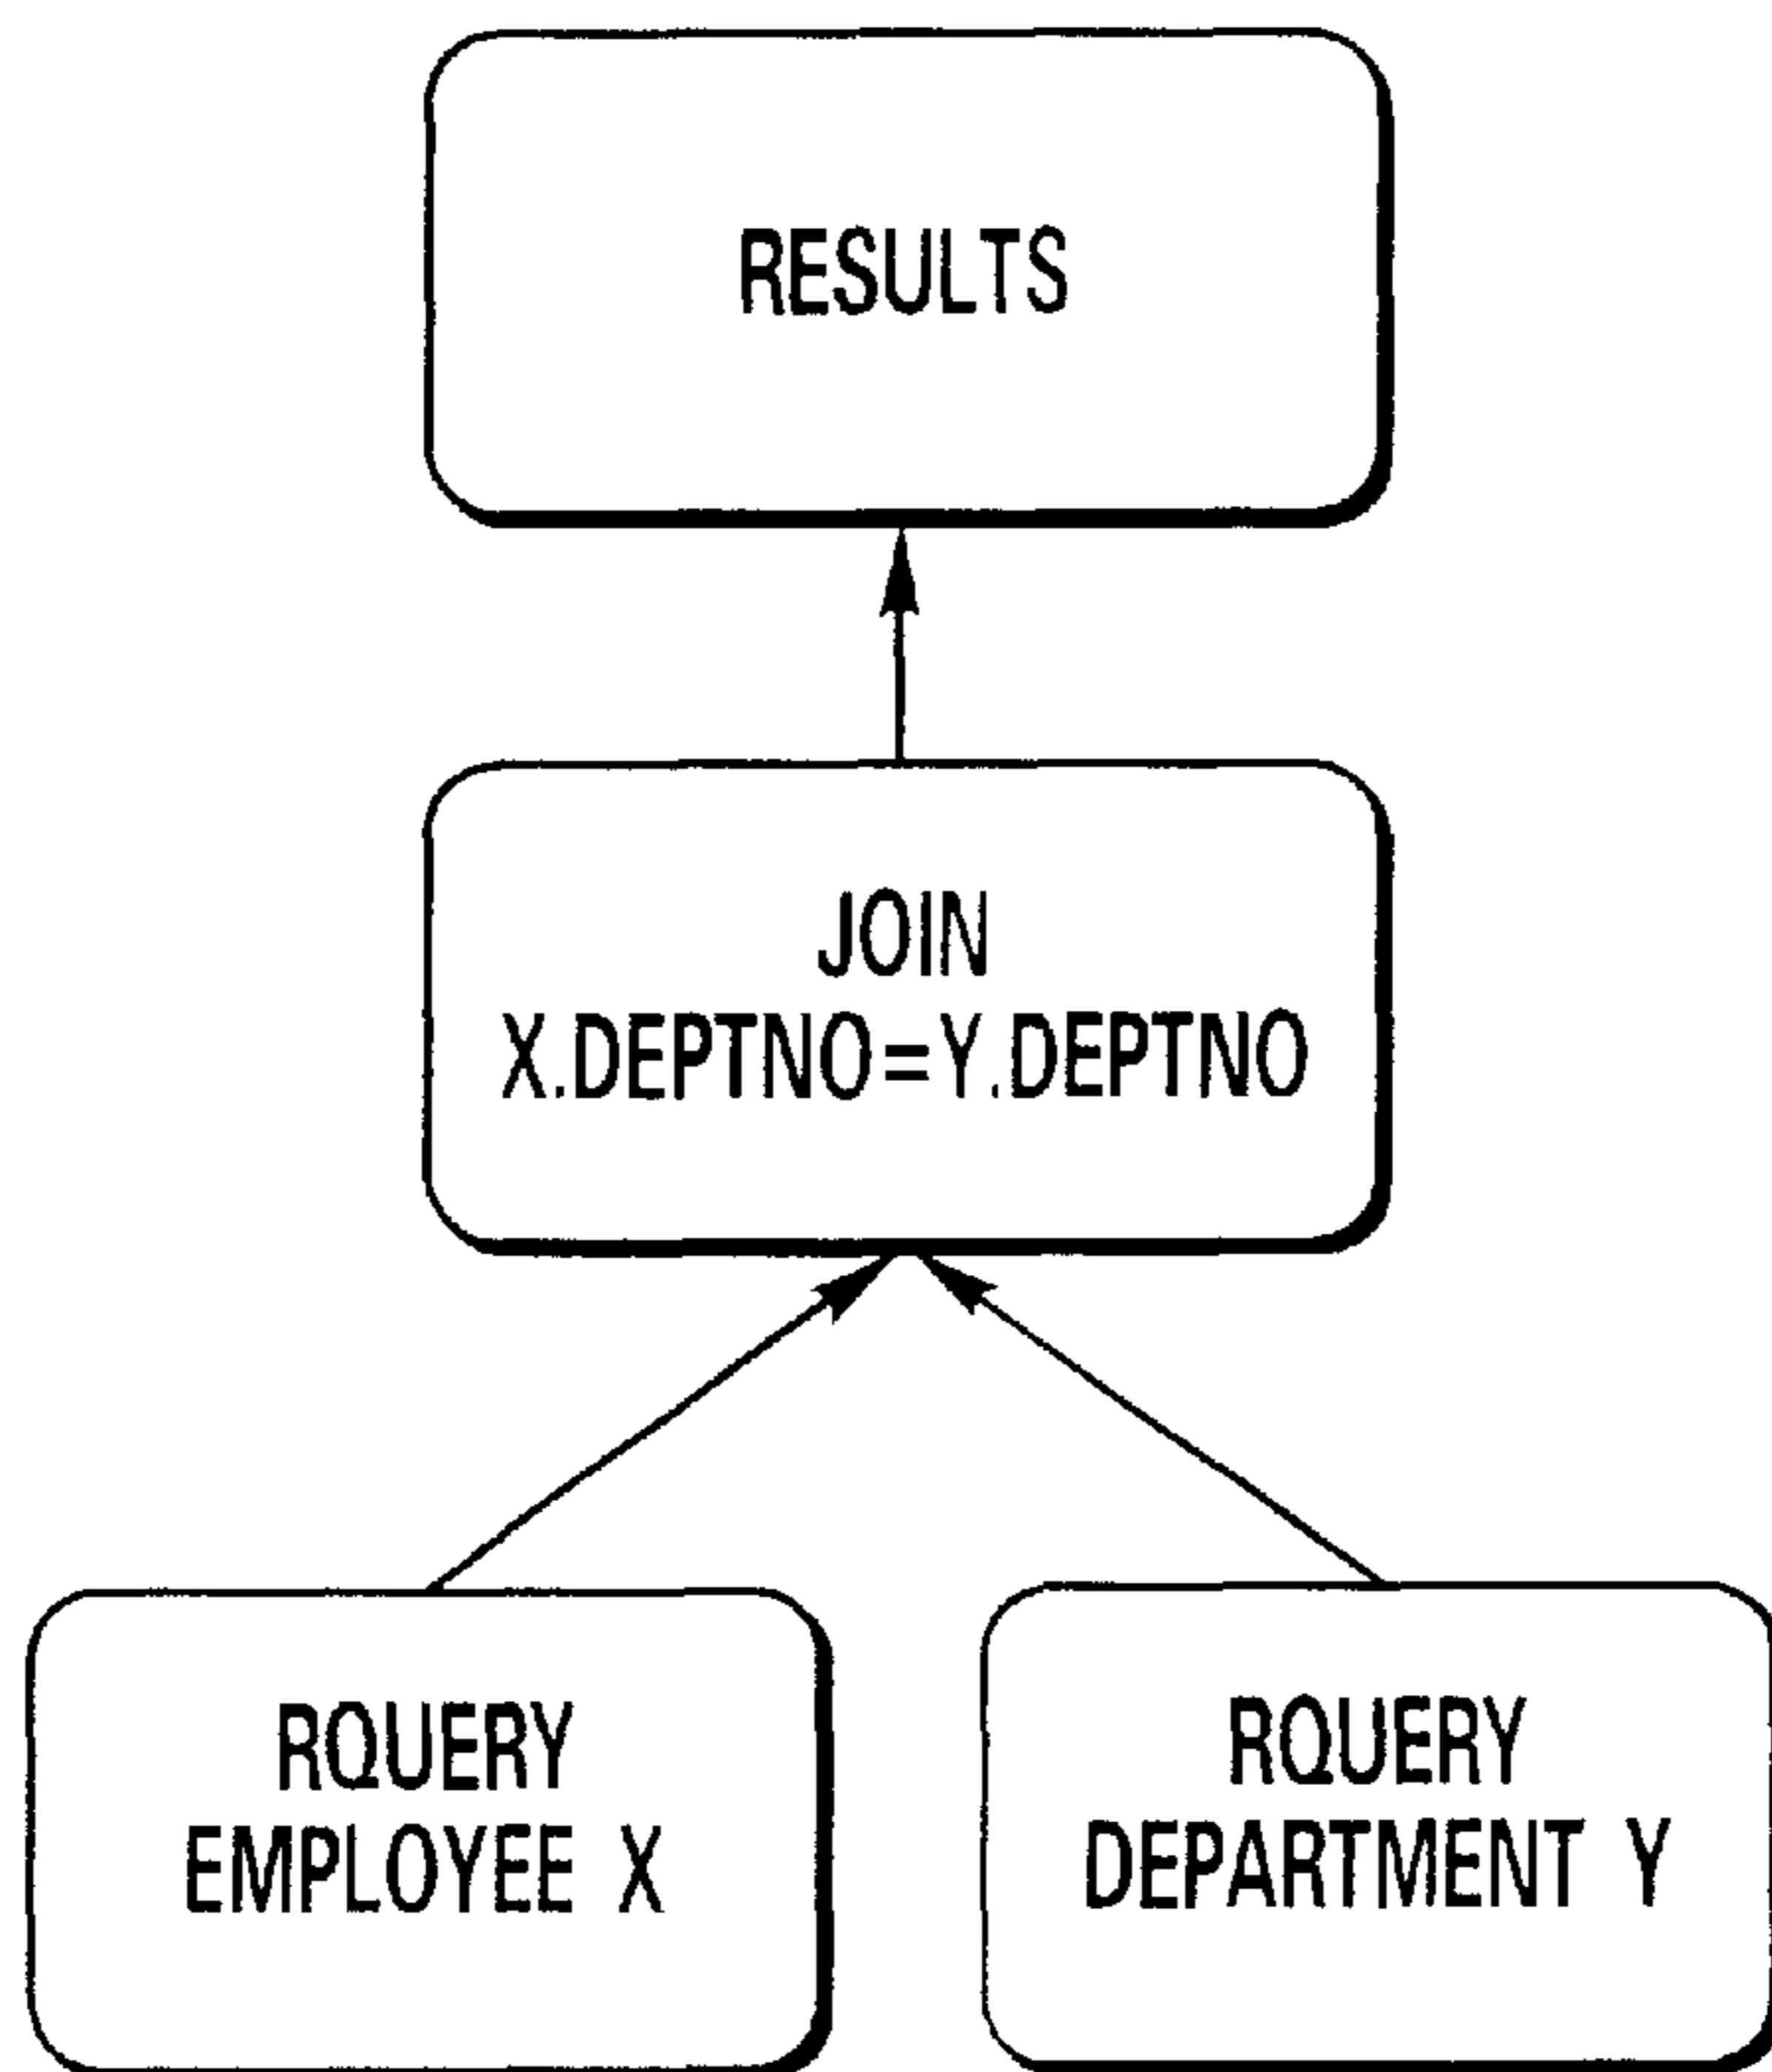 RESULTS
JOIN
X.DEPTNO=Y.DEPTNO
RQUERY
EMPLOYEE X
RQUERY
DEPARTMENT Y